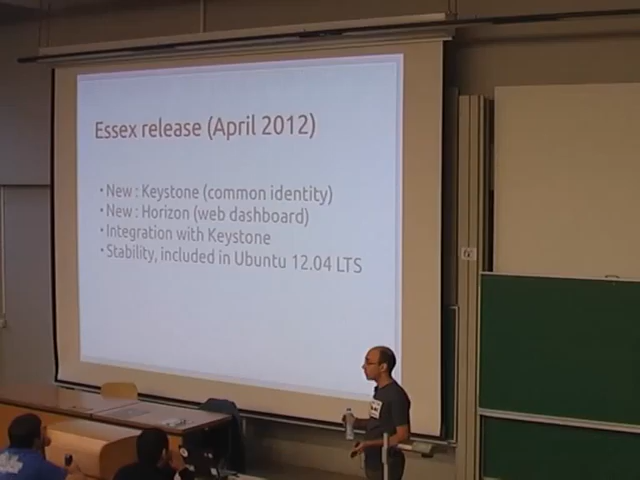 Essex release (April 2012)
• New : Keystone (common identity)
• New : Horizon (web dashboard)
• Integration with Keystone
• Stability, included in Ubuntu 12.04 LTS